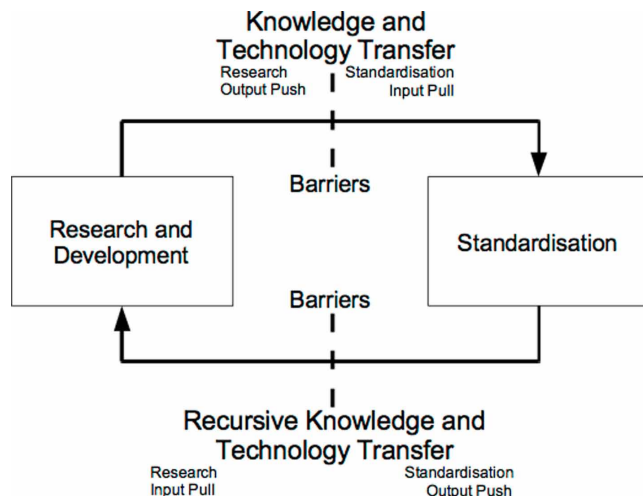 Knowledge and
Technology Transfer
Research
Output Push
Standardisation
Input Pull
Barriers
Research and
Development
Standardisation
Barriers
Recursive Knowledge and
Technology Transfer
Research
Input Pull
Standardisation
Output Push